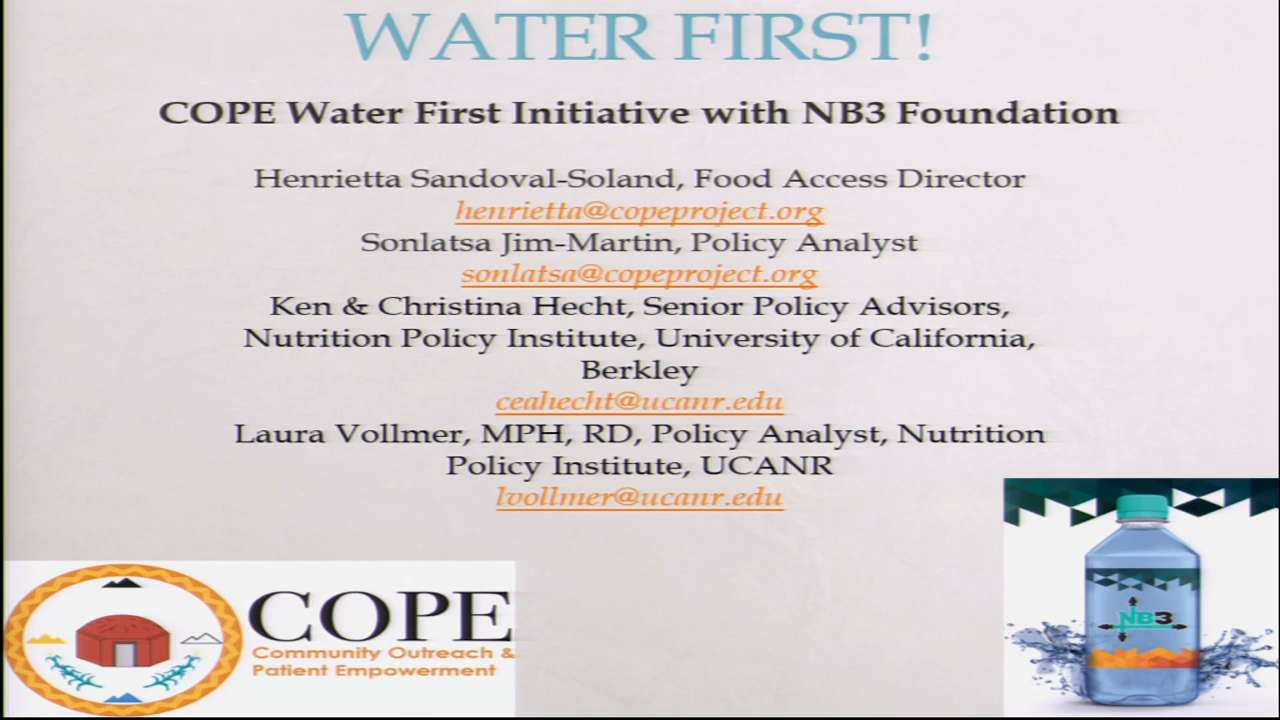 WATER FIRST!
COPE Water First Initiative with NB3 Foundation
Henrietta Sandoval-Soland, Food Access Director
henrietta@copeproject.org
Sonlatsa Jim-Martin, Policy Analyst
sonlatsa@copeproject.org
Ken & Christina Hecht, Senior Policy Advisors,
Nutrition Policy Institute, University of California,
Berkley
ceahecht@ucanr.edu
Laura Vollmer, MPH, RD, Policy Analyst, Nutrition
Policy Institute, UCANR
lvollmer@ucanr.edu
COPE
Community Outreach &
Patient Empowerment
NB3